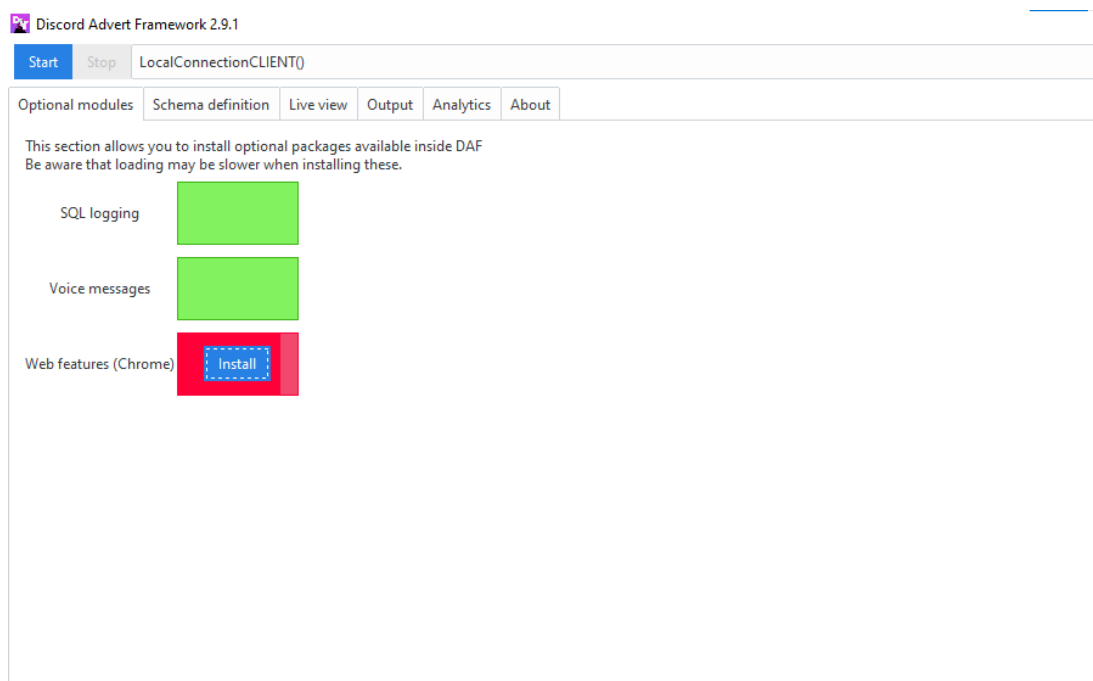 Discord Advert Framework 2.9.1
Start Stop LocalConnectionCLIENT()
Optional modules Schema definition Live view Output Analytics About
This section allows you to install optional packages available inside DAF
Be aware that loading may be slower when installing these.
SQL logging
Voice messages
Web features (Chrome) Install